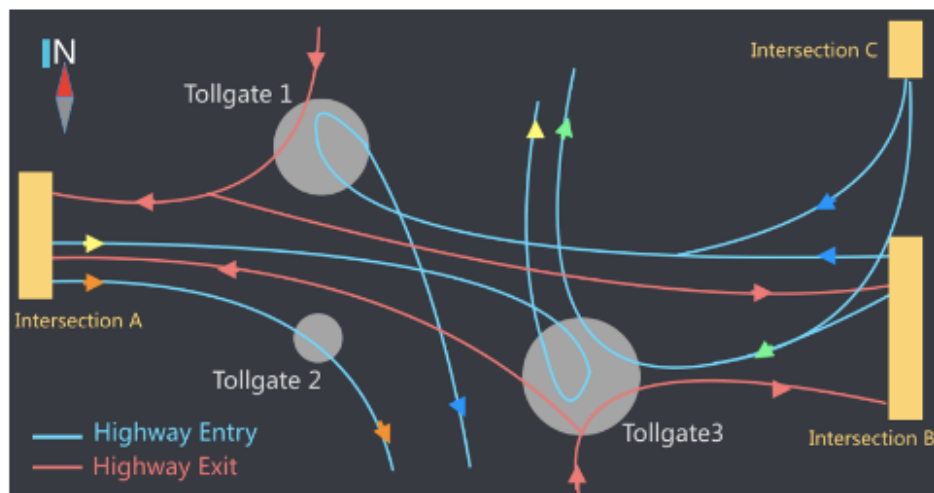 N
Intersection C
Tollgate 1
Intersection A
Tollgate 2
Tollgate3
Intersection B
Highway Entry
Highway Exit